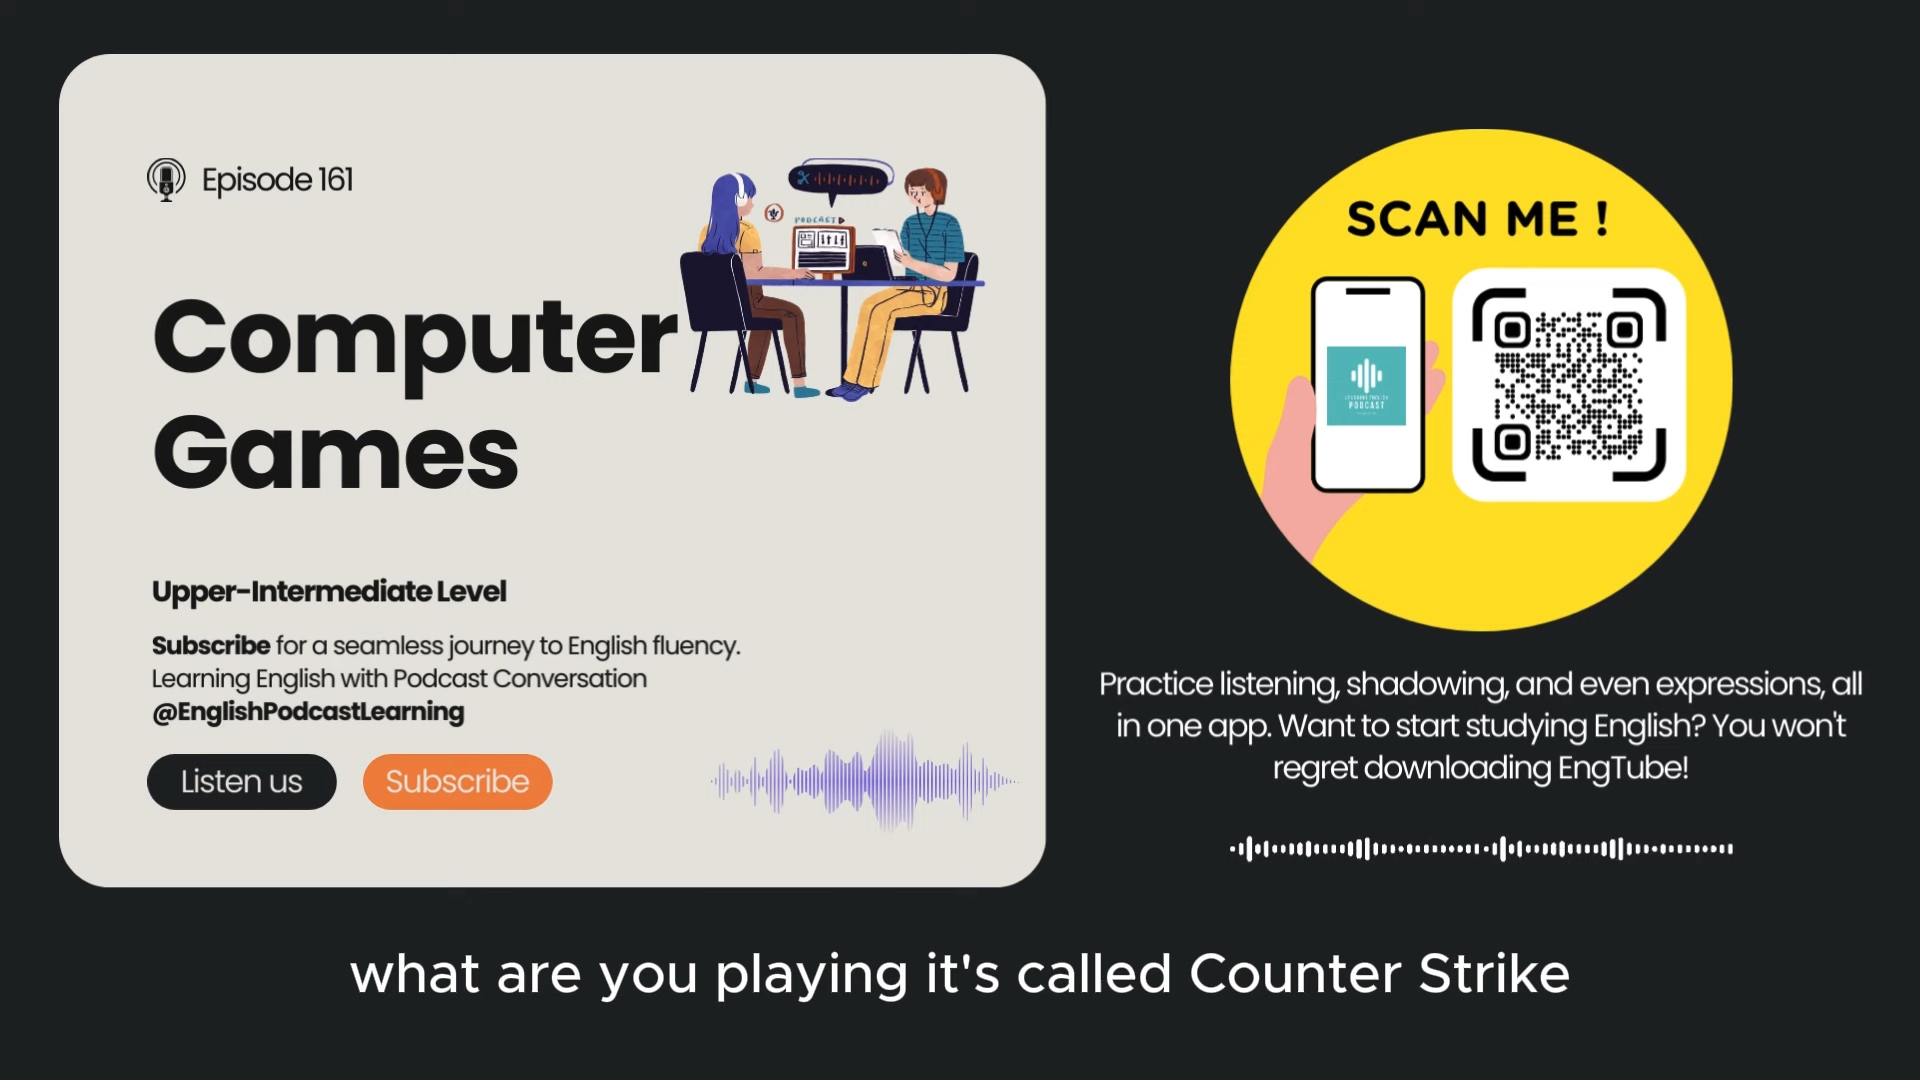 Episode 161
PODCAST
Computer
Games
Upper-Intermediate Level
Subscribe for a seamless journey to English fluency.
Learning English with Podcast Conversation
@EnglishPodcastLearning
Listen us
Subscribe
SCAN ME !
PODCAST
Practice listening, shadowing, and even expressions, all
in one app. Want to start studying English? You won't
regret downloading EngTube!
what are you playing it's called Counter Strike